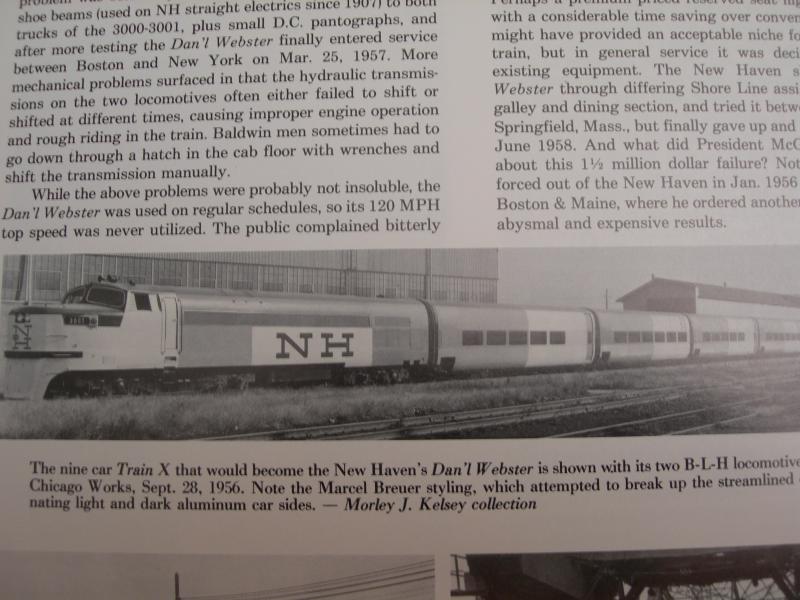 problem was
shoe beams (used on NH straight electrics since 1907) to both
trucks of the 3000-3001, plus small D.C. pantographs, and
after more testing the Dan'l Webster finally entered service
between Boston and New York on Mar. 25, 1957. More
mechanical problems surfaced in that the hydraulic transmis-
sions on the two locomotives often either failed to shift or
shifted at different times, causing improper engine operation
and rough riding in the train. Baldwin men sometimes had to
go down through a hatch in the cab floor with wrenches and
shift the transmission manually.
While the above problems were probably not insoluble, the
Dan'l Webster was used on regular schedules, so its 120 MPH
top speed was never utilized. The public complained bitterly
Perhaps a premium priced reserved seat
with a considerable time saving over conver
might have provided an acceptable niche fo
train, but in general service it was deci
existing equipment. The New Haven s
Webster through differing Shore Line assi
galley and dining section, and tried it betwe
Springfield, Mass., but finally gave up and
June 1958. And what did President McG
about this 1½ million dollar failure? Not
forced out of the New Haven in Jan. 1956
Boston & Maine, where he ordered another
abysmal and expensive results.
NH
NH
The nine car Train X that would become the New Haven's Dan'l Webster is shown with its two B-L-H locomotive
Chicago Works, Sept. 28, 1956. Note the Marcel Breuer styling, which attempted to break up the streamlined
nating light and dark aluminum car sides. — Morley J. Kelsey collection